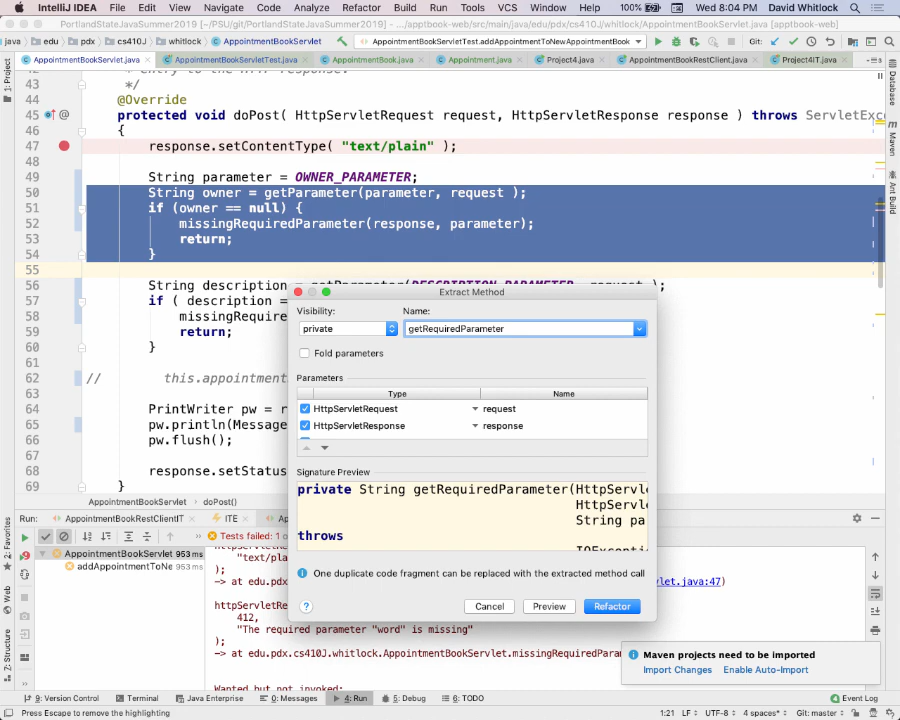 IntelliJ IDEA File Edit View Navigate Code Analyze Refactor Build Run Tools VCS Window Help 100% Wed 8:04 PM David Whitlock
PortlandStateJavaSummer2019 [~/PSU/git/PortlandStateJavaSummer2019] - .../apptbook-web/src/main/java/edu/pdx/cs410J/whitlock/AppointmentBookServlet.java [apptbook-web]
java edu pdx cs410J whitlock AppointmentBookServlet AppointmentBookServletTest.addAppointmentToNewAppointmentBook Git:
AppointmentBookServlet.java AppointmentBookServletTest.java AppointmentBook.java Appointment.java Project4.java AppointmentBookRestClient.java Project4IT.java
1: Project
Database
Maven
Ant Build
43 */
44 @Override
45 @ protected void doPost( HttpServletRequest request, HttpServletResponse response ) throws ServletExc
46 {
47 response.setContentType( "text/plain" );
48
49 String parameter = OWNER_PARAMETER;
50 String owner = getParameter(parameter, request );
51 if (owner == null) {
52 missingRequiredParameter(response, parameter);
53 return;
54 }
55
56 String description = getParameter(DESCRIPTION_PARAMETER, request );
57 if ( description =
58 missingRequire
59 return;
60 }
61
62 // this.appointment
63
64 PrintWriter pw = r
65 pw.println(Message
66 pw.flush();
67
68 response.setStatus
69 }
AppointmentBookServlet doPost()
Extract Method
Visibility: Name:
private getRequiredParameter
Fold parameters
Parameters
Type Name
HttpServletRequest request
HttpServletResponse response
Signature Preview
private String getRequiredParameter(HttpServle
HttpServle
String pa
throws
IOException
One duplicate code fragment can be replaced with the extracted method call
? Cancel Preview Refactor
Run: AppointmentBookRestClientIT ITE
Tests failed: 1 o
AppointmentBookServlet 953 ms
addAppointmentToNe 953 ms
"text/pla
);
-> at edu.pd
vlet.java:47)
httpServletRe
412,
"The required parameter "word" is missing"
);
-> at edu.pdx.cs410J.whitlock.AppointmentBookServlet.missingRequiredPara
Wanted but not invoked:
Maven projects need to be imported
Import Changes Enable Auto-Import
2: Favorites
Web
7: Structure
9: Version Control Terminal Java Enterprise 0: Messages 4: Run 5: Debug 6: TODO Event Log
Press Escape to remove the highlighting 1:21 LF UTF-8 4 spaces* Git: master